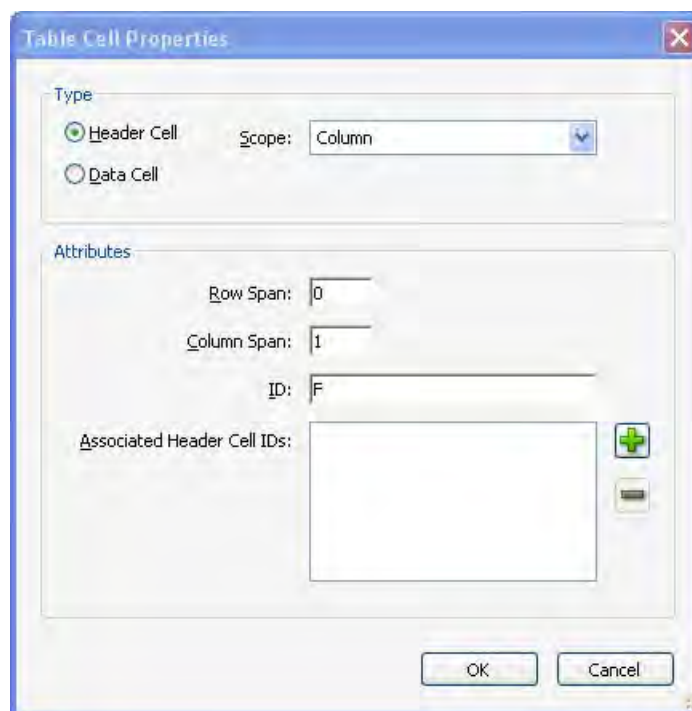 Table Cell Properties
Type
Header Cell Scope: Column
Data Cell
Attributes
Row Span: 0
Column Span: 1
ID: F
Associated Header Cell IDs:
OK Cancel